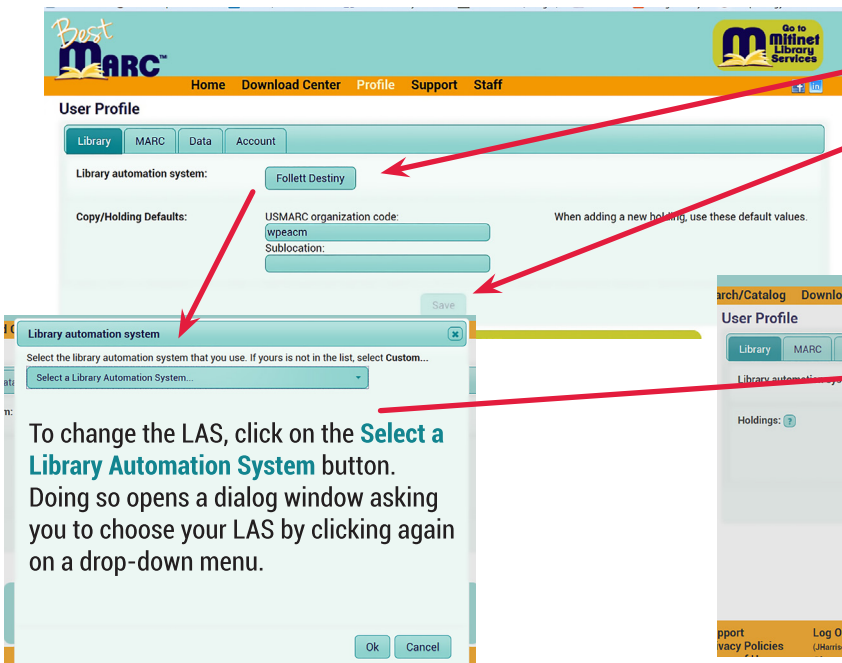 Best
MARC™
Go to
Mitinet
Library
Services
Home Download Center Profile Support Staff
User Profile
Library MARC Data Account
Library automation system: Follett Destiny
Copy/Holding Defaults: USMARC organization code: When adding a new holding, use these default values.
wpeacm
Sublocation:
Save
Library automation system
Select the library automation system that you use. If yours is not in the list, select Custom...
Select a Library Automation System...
To change the LAS, click on the Select a
Library Automation System button.
Doing so opens a dialog window asking
you to choose your LAS by clicking again
on a drop-down menu.
Ok Cancel
arch/Catalog Downlo
User Profile
Library MARC
Library automation sys
Holdings: ?
pport Log O
vacy Policies (JHarris